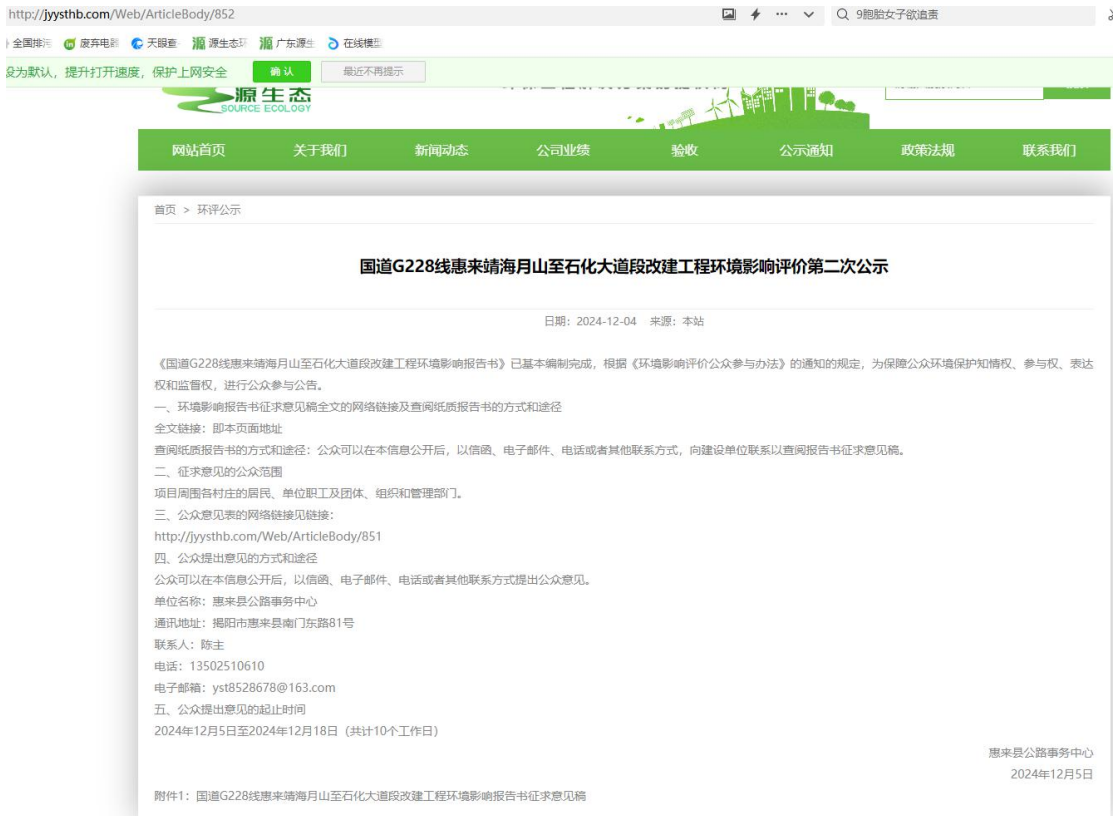 http://jyysthb.com/Web/ArticleBody/852
9胞胎女子欲追责
全国排污 废弃电器 天眼查 源生态环 广东源生 在线模型
设为默认，提升打开速度，保护上网安全 确认 最近不再提示
源生态
SOURCE ECOLOGY
网站首页 关于我们 新闻动态 公司业绩 验收 公示通知 政策法规 联系我们
首页 > 环评公示
国道G228线惠来靖海月山至石化大道段改建工程环境影响评价第二次公示
日期：2024-12-04 来源：本站
《国道G228线惠来靖海月山至石化大道段改建工程环境影响报告书》已基本编制完成，根据《环境影响评价公众参与办法》的通知的规定，为保障公众环境保护知情权、参与权、表达
权和监督权，进行公众参与公告。
一、环境影响报告书征求意见稿全文的网络链接及查阅纸质报告书的方式和途径
全文链接：即本页面地址
查阅纸质报告书的方式和途径：公众可以在本信息公开后，以信函、电子邮件、电话或者其他联系方式，向建设单位联系以查阅报告书征求意见稿。
二、征求意见的公众范围
项目周围各村庄的居民、单位职工及团体、组织和管理部门。
三、公众意见表的网络链接见链接：
http://jyysthb.com/Web/ArticleBody/851
四、公众提出意见的方式和途径
公众可以在本信息公开后，以信函、电子邮件、电话或者其他联系方式提出公众意见。
单位名称：惠来县公路事务中心
通讯地址：揭阳市惠来县南门东路81号
联系人：陈主
电话：13502510610
电子邮箱：yst8528678@163.com
五、公众提出意见的起止时间
2024年12月5日至2024年12月18日（共计10个工作日）
惠来县公路事务中心
2024年12月5日
附件1：国道G228线惠来靖海月山至石化大道段改建工程环境影响报告书征求意见稿